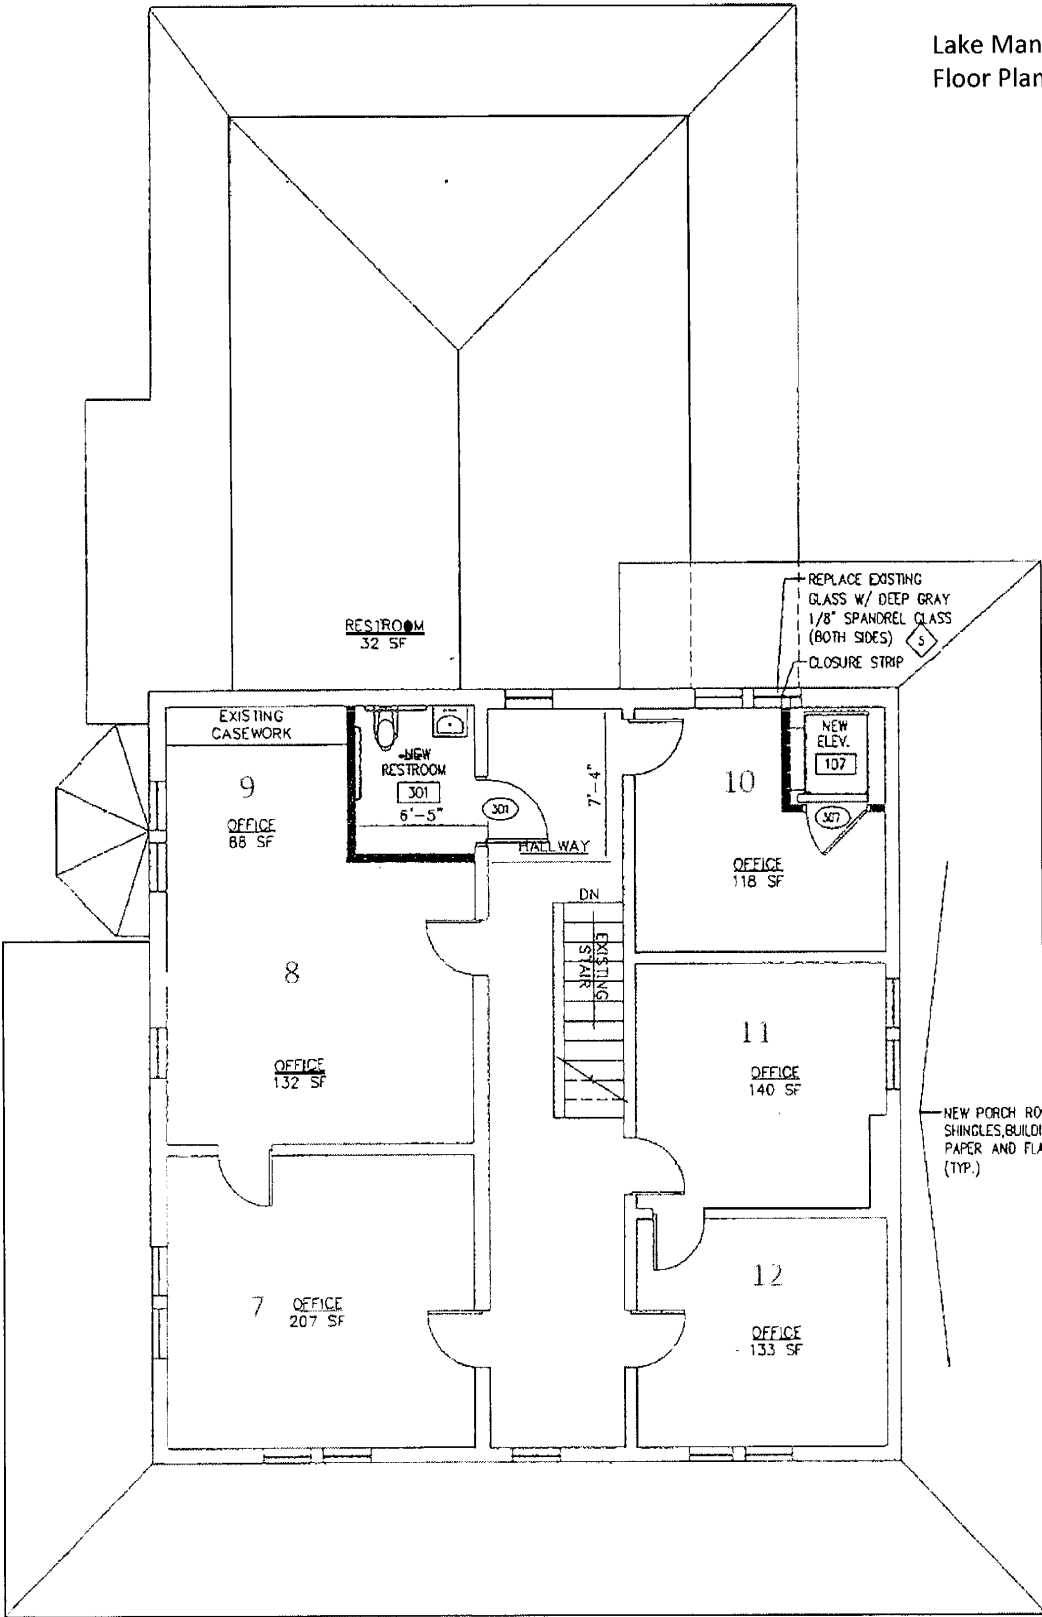 Lake Man
Floor Plan
REPLACE EXISTING
GLASS W/ DEEP GRAY
1/8" SPANDREL GLASS
(BOTH SIDES)
5
CLOSURE STRIP
RESTROOM
32 SF
EXISTING
CASEWORK
NEW
RESTROOM
301
6'-5"
301
7'-4"
HALLWAY
NEW
ELEV.
107
307
9
OFFICE
88 SF
10
OFFICE
118 SF
DN
EXISTING
STAIR
8
OFFICE
132 SF
11
OFFICE
140 SF
NEW PORCH RO
SHINGLES,BUILDI
PAPER AND FLA
(TYP.)
7
OFFICE
207 SF
12
OFFICE
133 SF